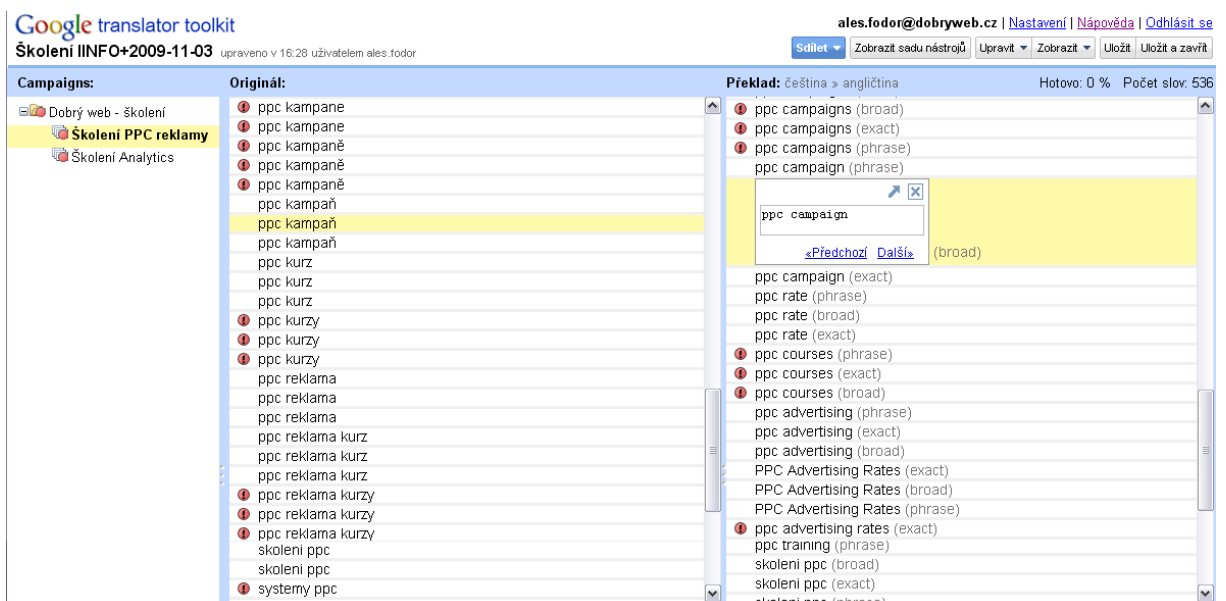 Google translator toolkit
ales.fodor@dobryweb.cz | Nastavení | Nápověda | Odhlásit se
Školení IINFO+2009-11-03 upraveno v 16:28 uživatelem ales.fodor
Sdílet Zobrazit sadu nástrojů Upravit Zobrazit Uložit Uložit a zavřít
Campaigns:
Dobrý web - školení
Školení PPC reklamy
Školení Analytics
Originál:
ppc kampane
ppc kampane
ppc kampaně
ppc kampaně
ppc kampaně
ppc kampaň
ppc kampaň
ppc kampaň
ppc kurz
ppc kurz
ppc kurz
ppc kurzy
ppc kurzy
ppc kurzy
ppc reklama
ppc reklama
ppc reklama
ppc reklama kurz
ppc reklama kurz
ppc reklama kurz
ppc reklama kurzy
ppc reklama kurzy
ppc reklama kurzy
skoleni ppc
skoleni ppc
systemy ppc
Překlad: čeština » angličtina Hotovo: 0 % Počet slov: 536
ppc campaigns (broad)
ppc campaigns (exact)
ppc campaigns (phrase)
ppc campaign (phrase)
ppc campaign
«Předchozí Další» (broad)
ppc campaign (exact)
ppc rate (phrase)
ppc rate (broad)
ppc rate (exact)
ppc courses (phrase)
ppc courses (exact)
ppc courses (broad)
ppc advertising (phrase)
ppc advertising (exact)
ppc advertising (broad)
PPC Advertising Rates (exact)
PPC Advertising Rates (broad)
PPC Advertising Rates (phrase)
ppc advertising rates (exact)
ppc training (phrase)
skoleni ppc (broad)
skoleni ppc (exact)
skoleni ppc (phrase)